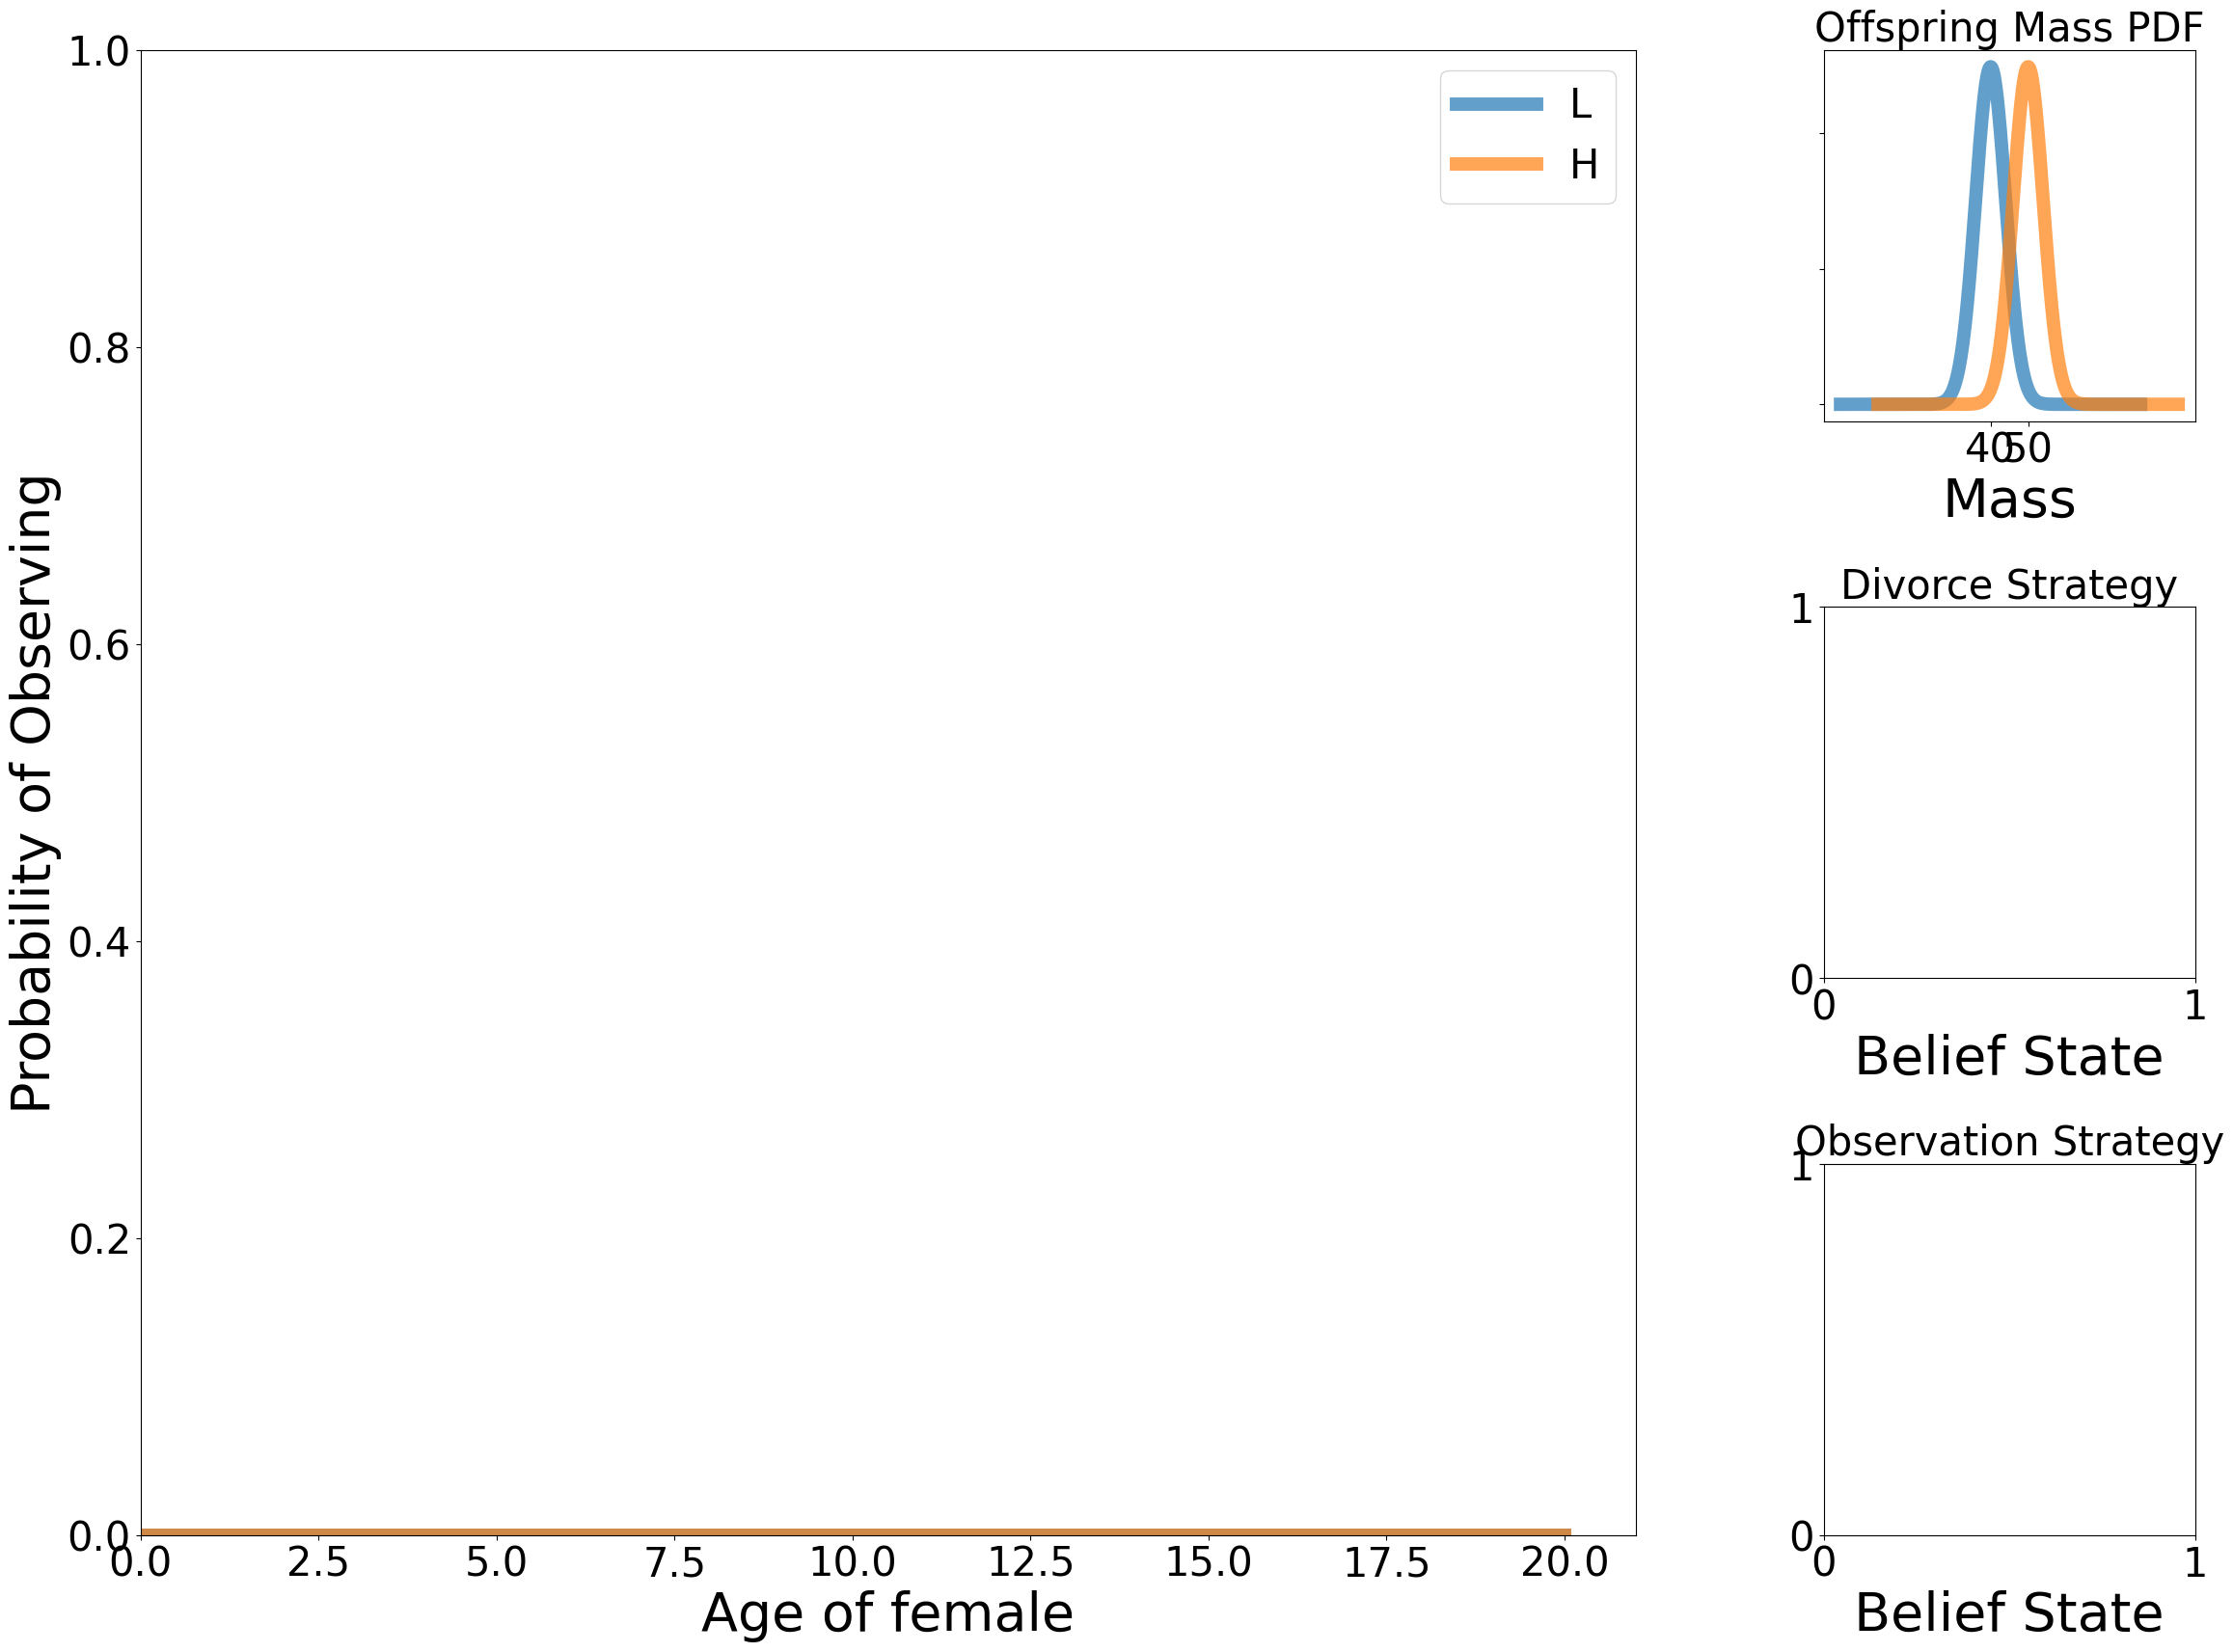 Probability of Observing
1.0
0.8
0.6
0.4
0.2
0.0
0.0 2.5 5.0 7.5 10.0 12.5 15.0 17.5 20.0
Age of female
L
H
Offspring Mass PDF
40 50
Mass
Divorce Strategy
1
0
0 1
Belief State
Observation Strategy
1
0
0 1
Belief State